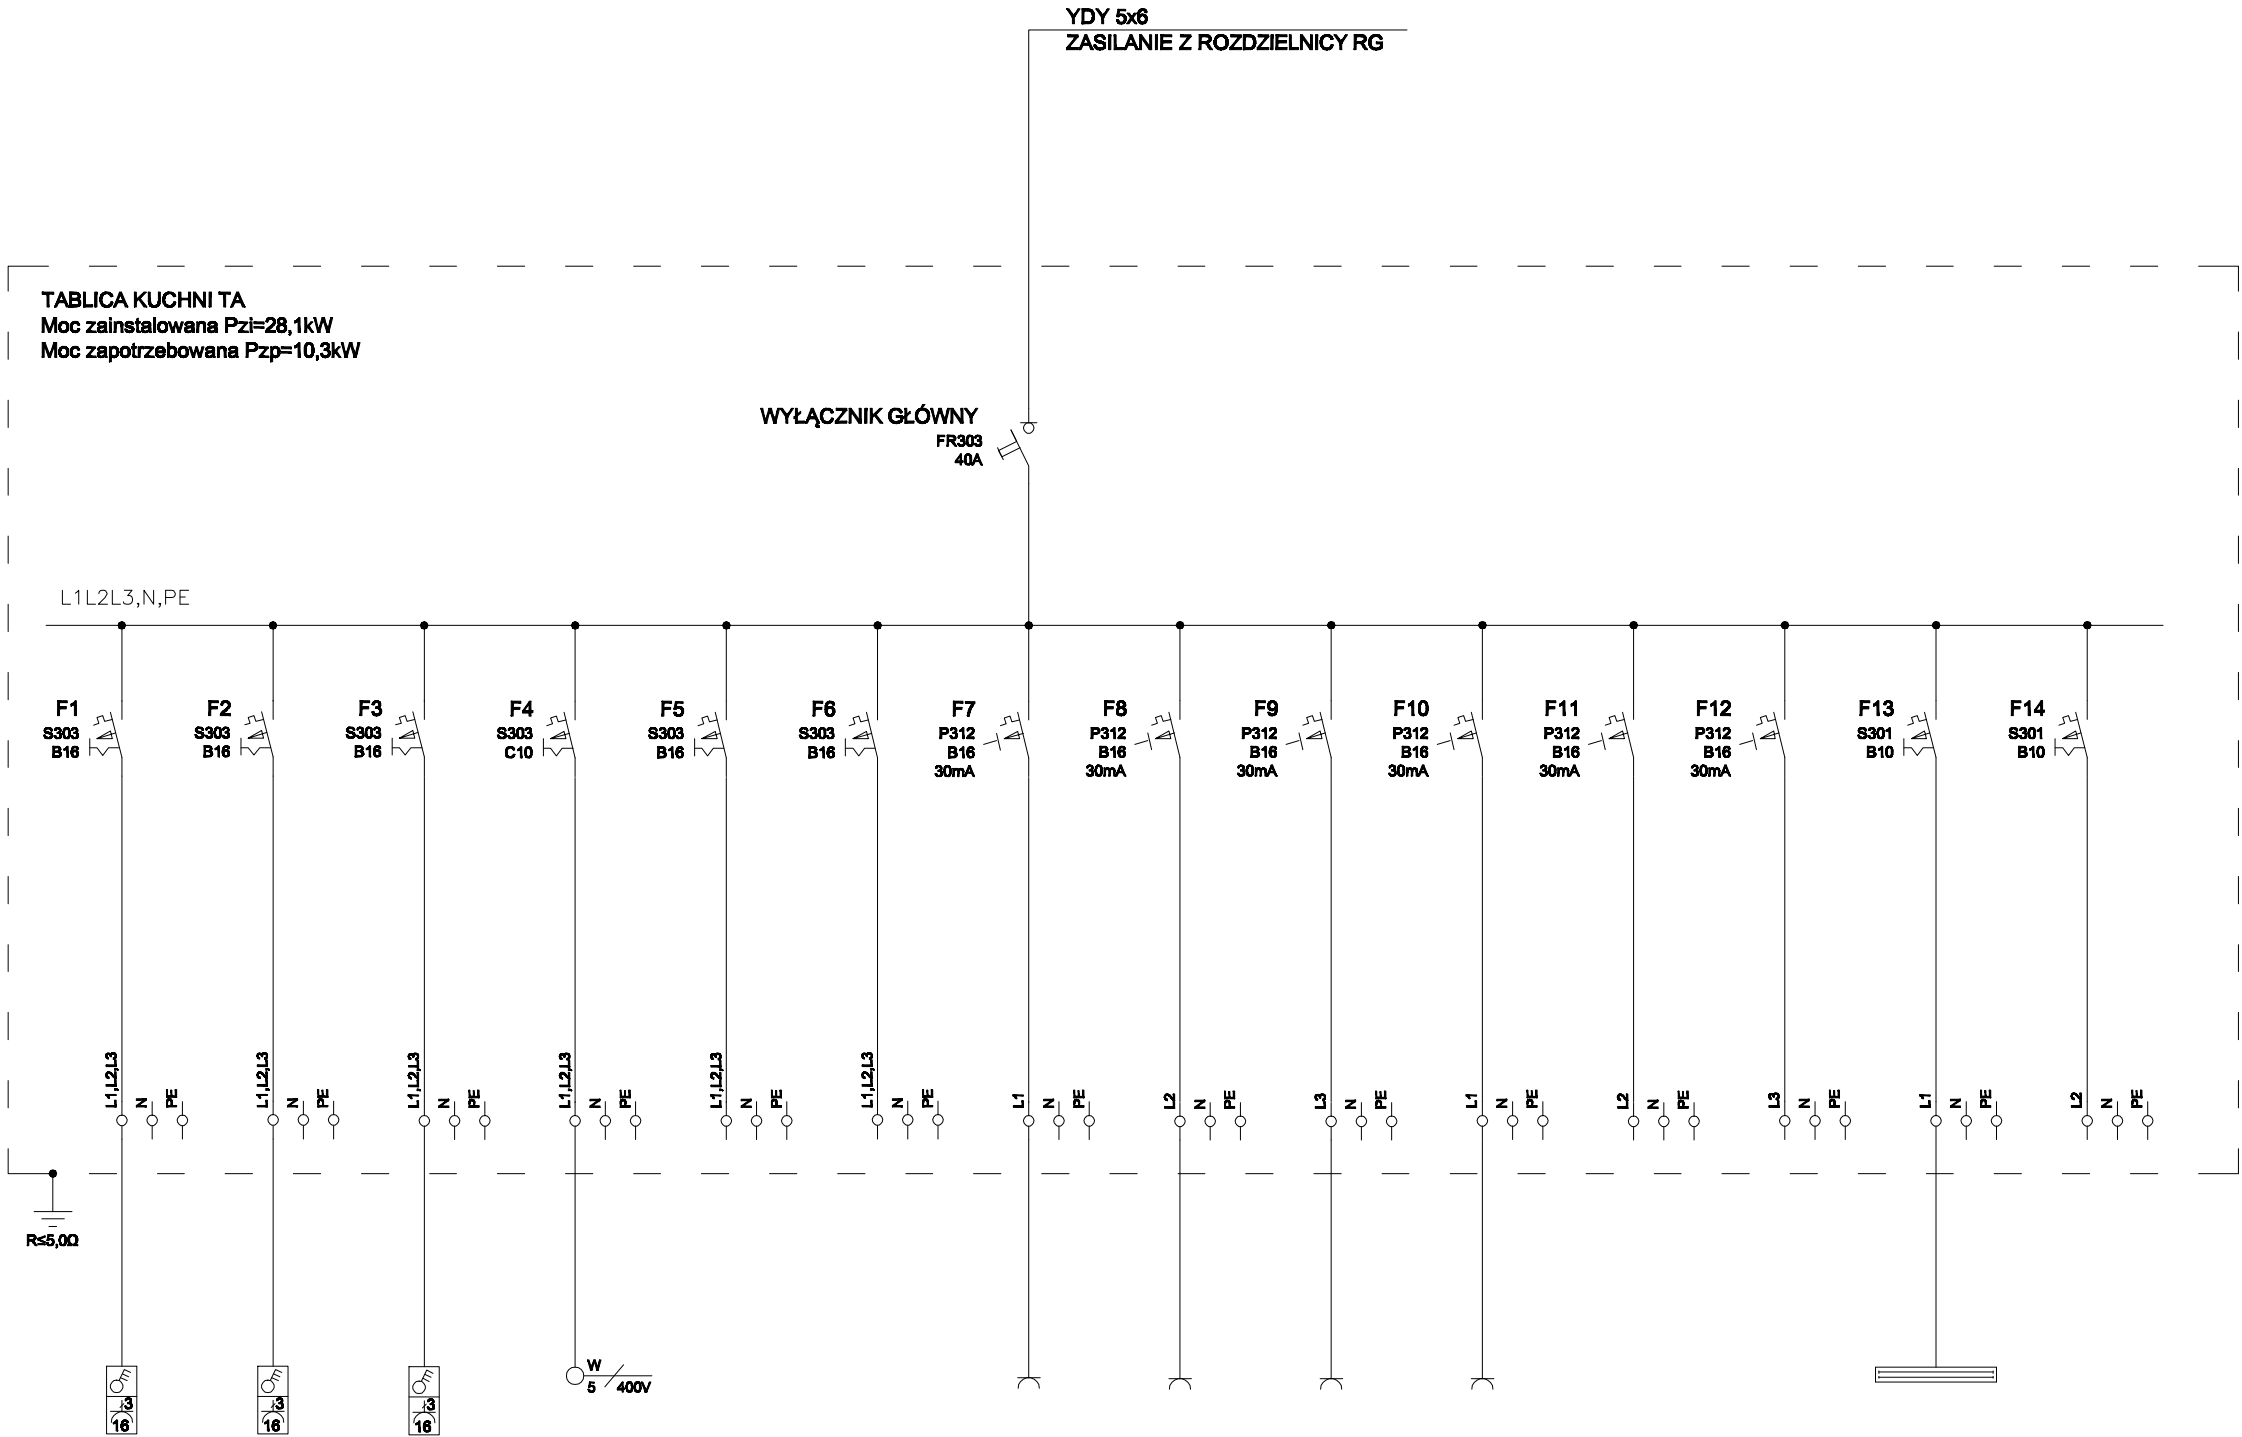 YDY 5x6
ZASILANIE Z ROZDZIELNICY RG
TABLICA KUCHNI TA
Moc zainstalowana Pzi=28,1kW
Moc zapotrzebowana Pzp=10,3kW
WYŁĄCZNIK GŁÓWNY
FR303
40A
L1L2L3,N,PE
F1
S303
B16
F2
S303
B16
F3
S303
B16
F4
S303
C10
F5
S303
B16
F6
S303
B16
F7
P312
B16
30mA
F8
P312
B16
30mA
F9
P312
B16
30mA
F10
P312
B16
30mA
F11
P312
B16
30mA
F12
P312
B16
30mA
F13
S301
B10
F14
S301
B10
L1,L2,L3 N PE
L1,L2,L3 N PE
L1,L2,L3 N PE
L1,L2,L3 N PE
L1,L2,L3 N PE
L1,L2,L3 N PE
L1 N PE
L2 N PE
L3 N PE
L1 N PE
L2 N PE
L3 N PE
L1 N PE
L2 N PE
R≤5,0Ω
3
16
3
16
3
16
W
5 / 400V